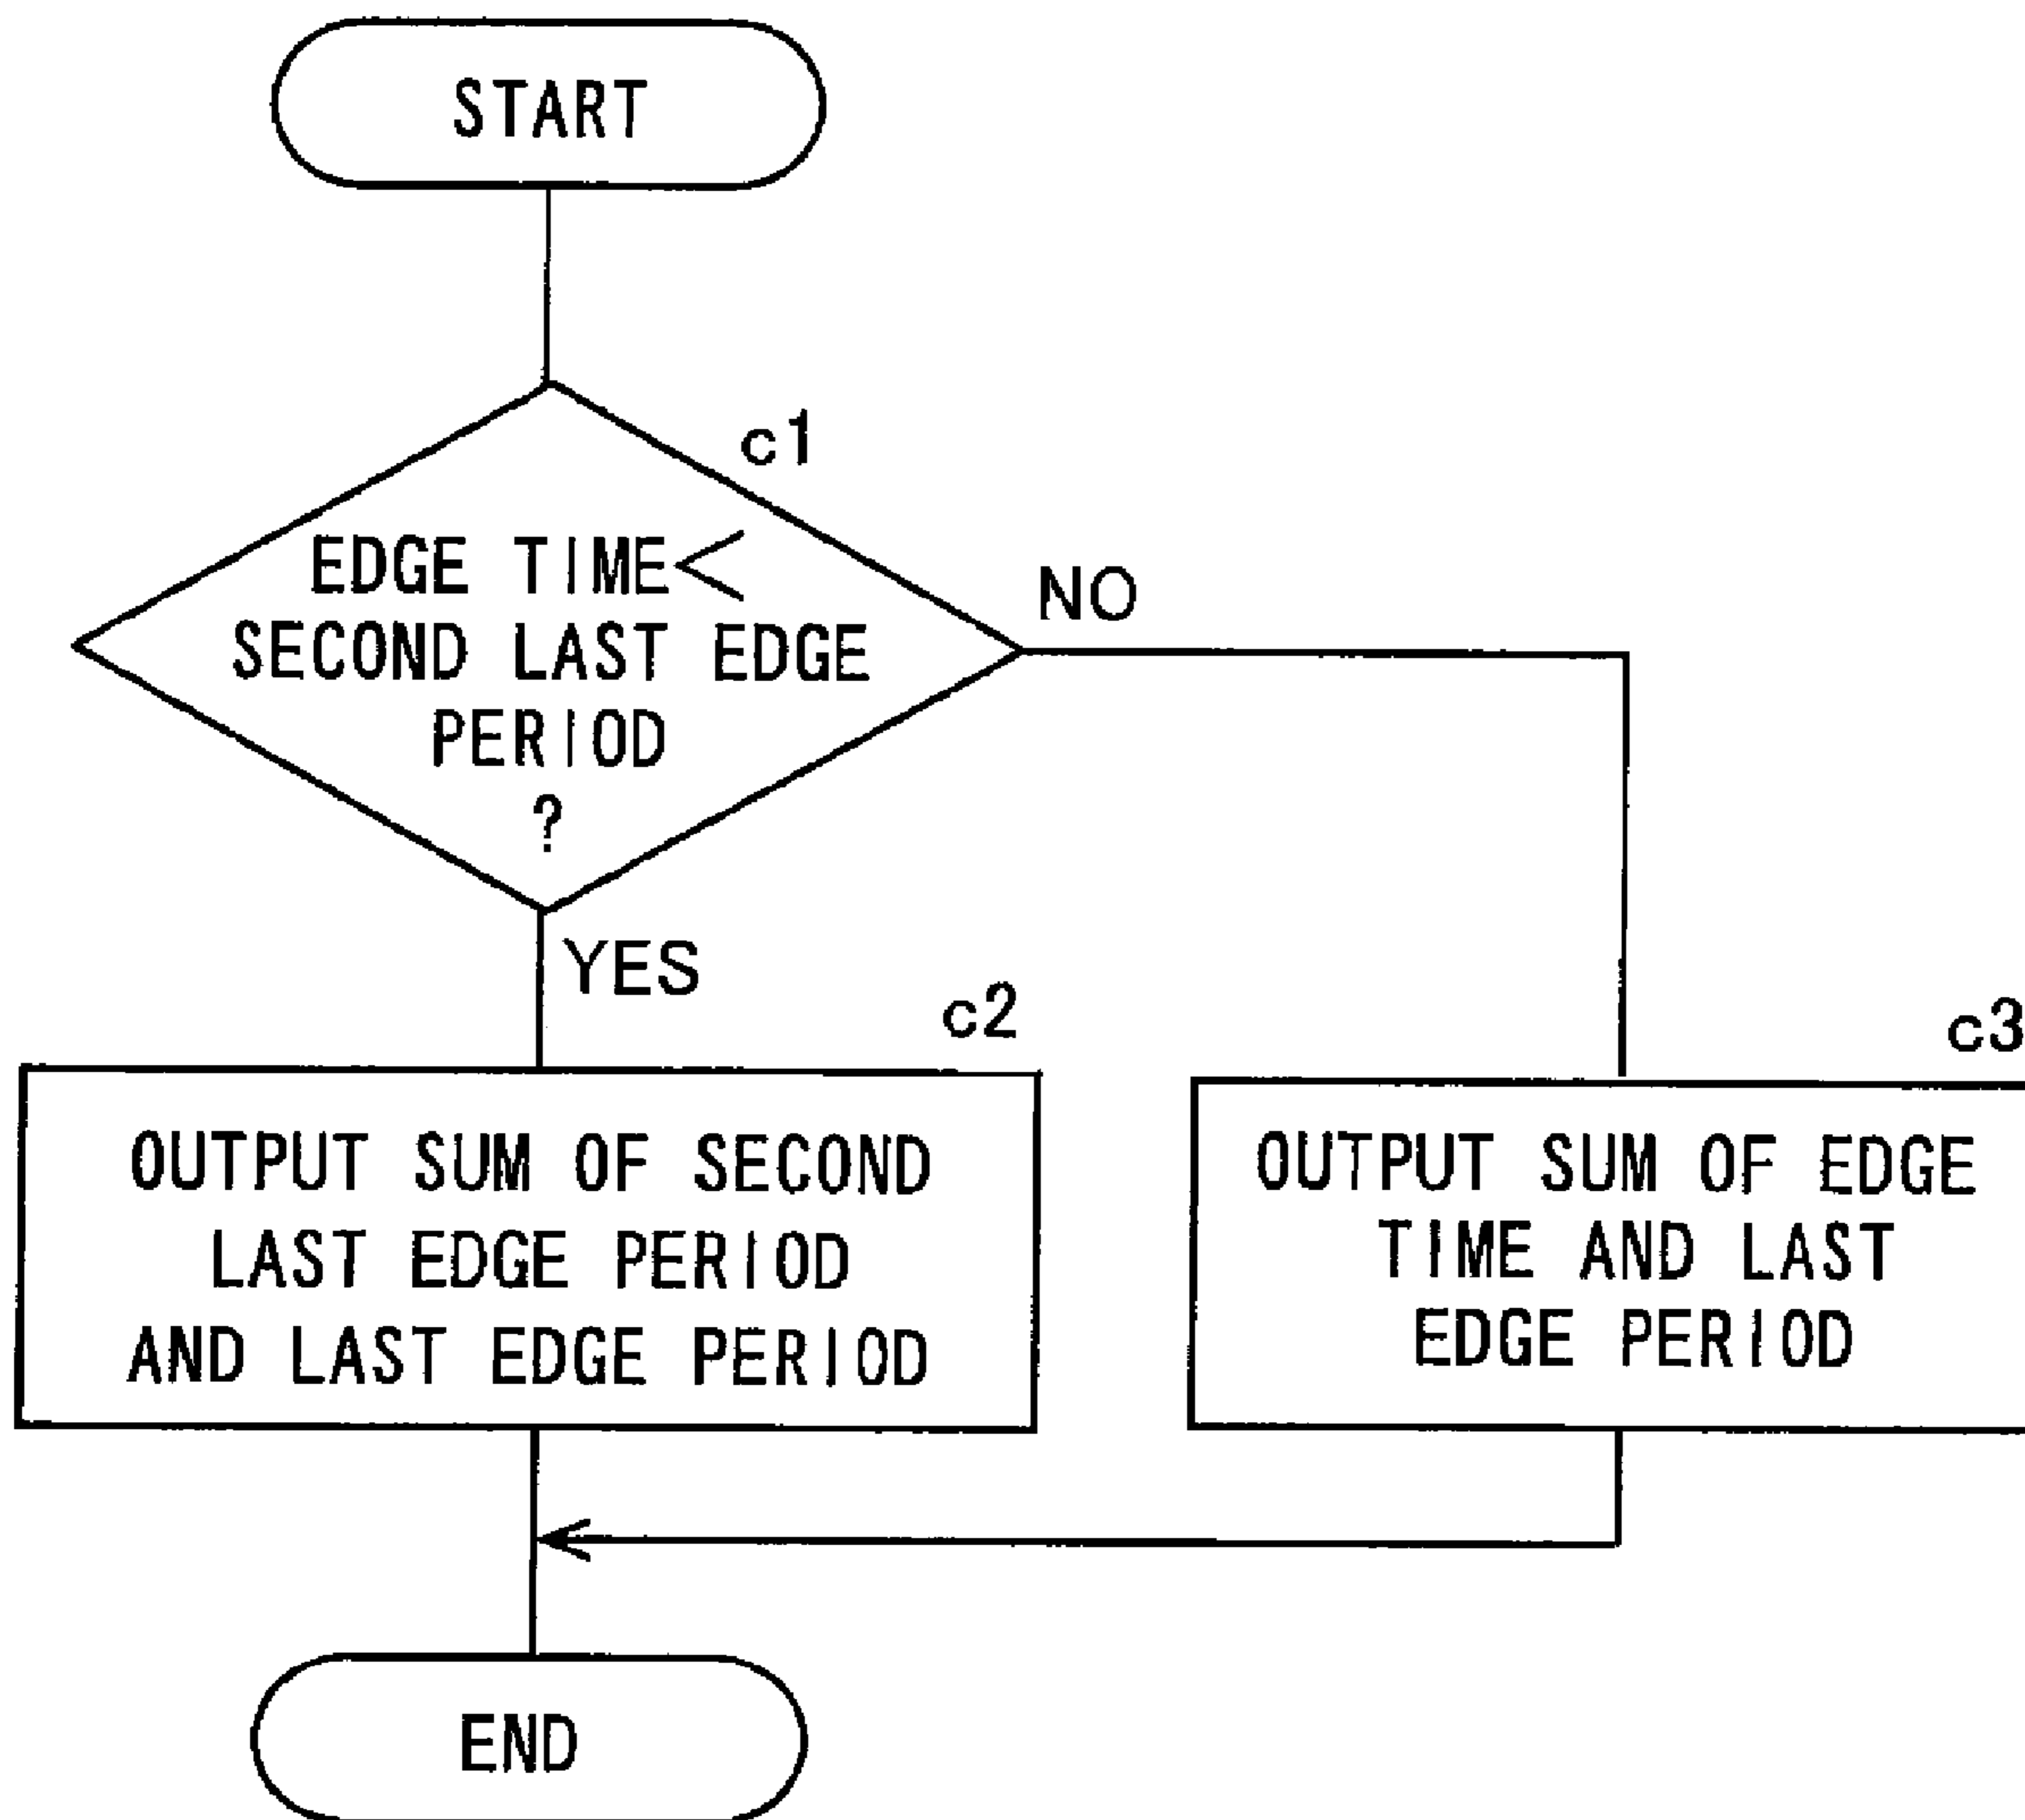 START
c1
EDGE TIME<
SECOND LAST EDGE
PERIOD
?
NO
YES
c2
OUTPUT SUM OF SECOND
LAST EDGE PERIOD
AND LAST EDGE PERIOD
c3
OUTPUT SUM OF EDGE
TIME AND LAST
EDGE PERIOD
END